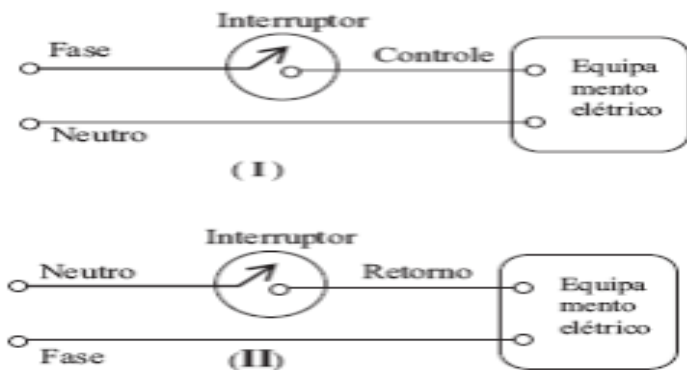 Interruptor
Fase
Controle
Equipa
mento
elétrico
Neutro
(I)
Interruptor
Neutro
Retorno
Equipa
mento
elétrico
Fase
(II)